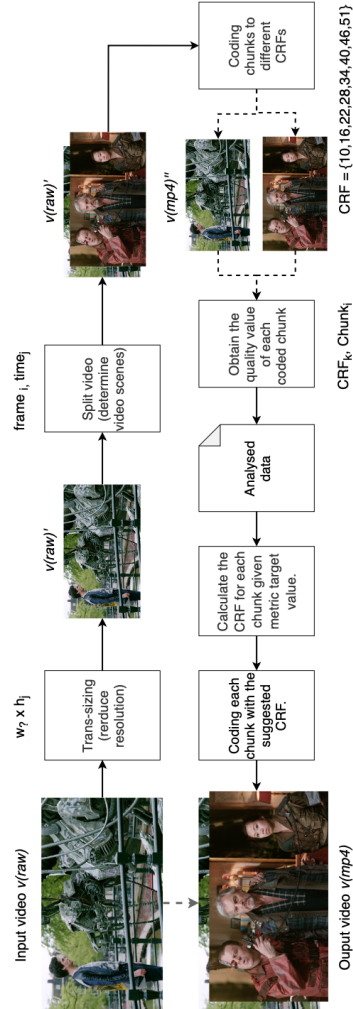 Input video v(raw)
w? x hj
Trans-sizing
(rerduce
resolution)
v(raw)'
frame i, timej
Split video
(determine
video scenes)
v(raw)'
Coding
chunks to
different
CRFs
v(mp4)"
CRF = {10,16,22,28,34,40,46,51}
Obtain the
quality value
of each
coded chunk
CRFk, Chunki
Analysed
data
Calculate the
CRF for each
chunk given
metric target
value.
Coding each
chunk with the
suggested
CRF.
Ouput video v(mp4)